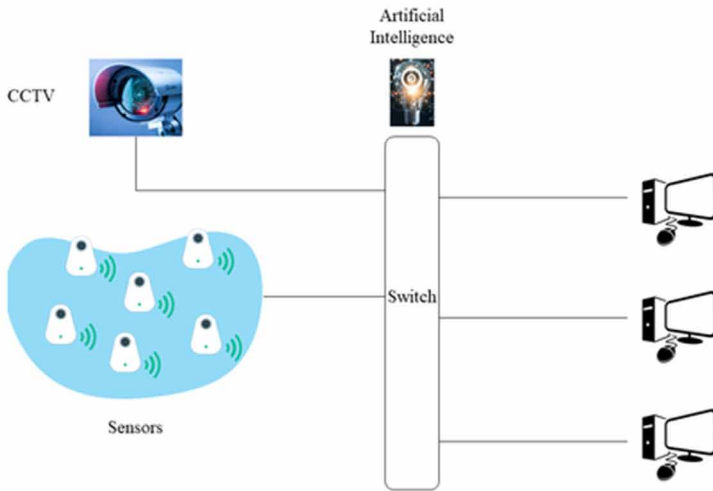 Artificial
Intelligence
CCTV
Switch
Sensors